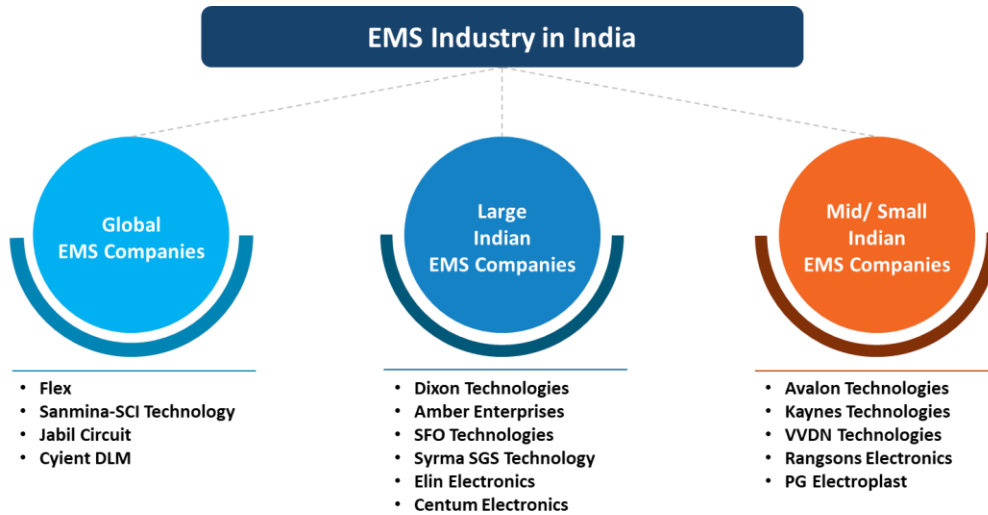 EMS Industry in India
Global
EMS Companies
Large
Indian
EMS Companies
Mid/ Small
Indian
EMS Companies
• Flex
• Sanmina-SCI Technology
• Jabil Circuit
• Cyient DLM
• Dixon Technologies
• Amber Enterprises
• SFO Technologies
• Syrma SGS Technology
• Elin Electronics
• Centum Electronics
• Avalon Technologies
• Kaynes Technologies
• VVDN Technologies
• Rangsons Electronics
• PG Electroplast